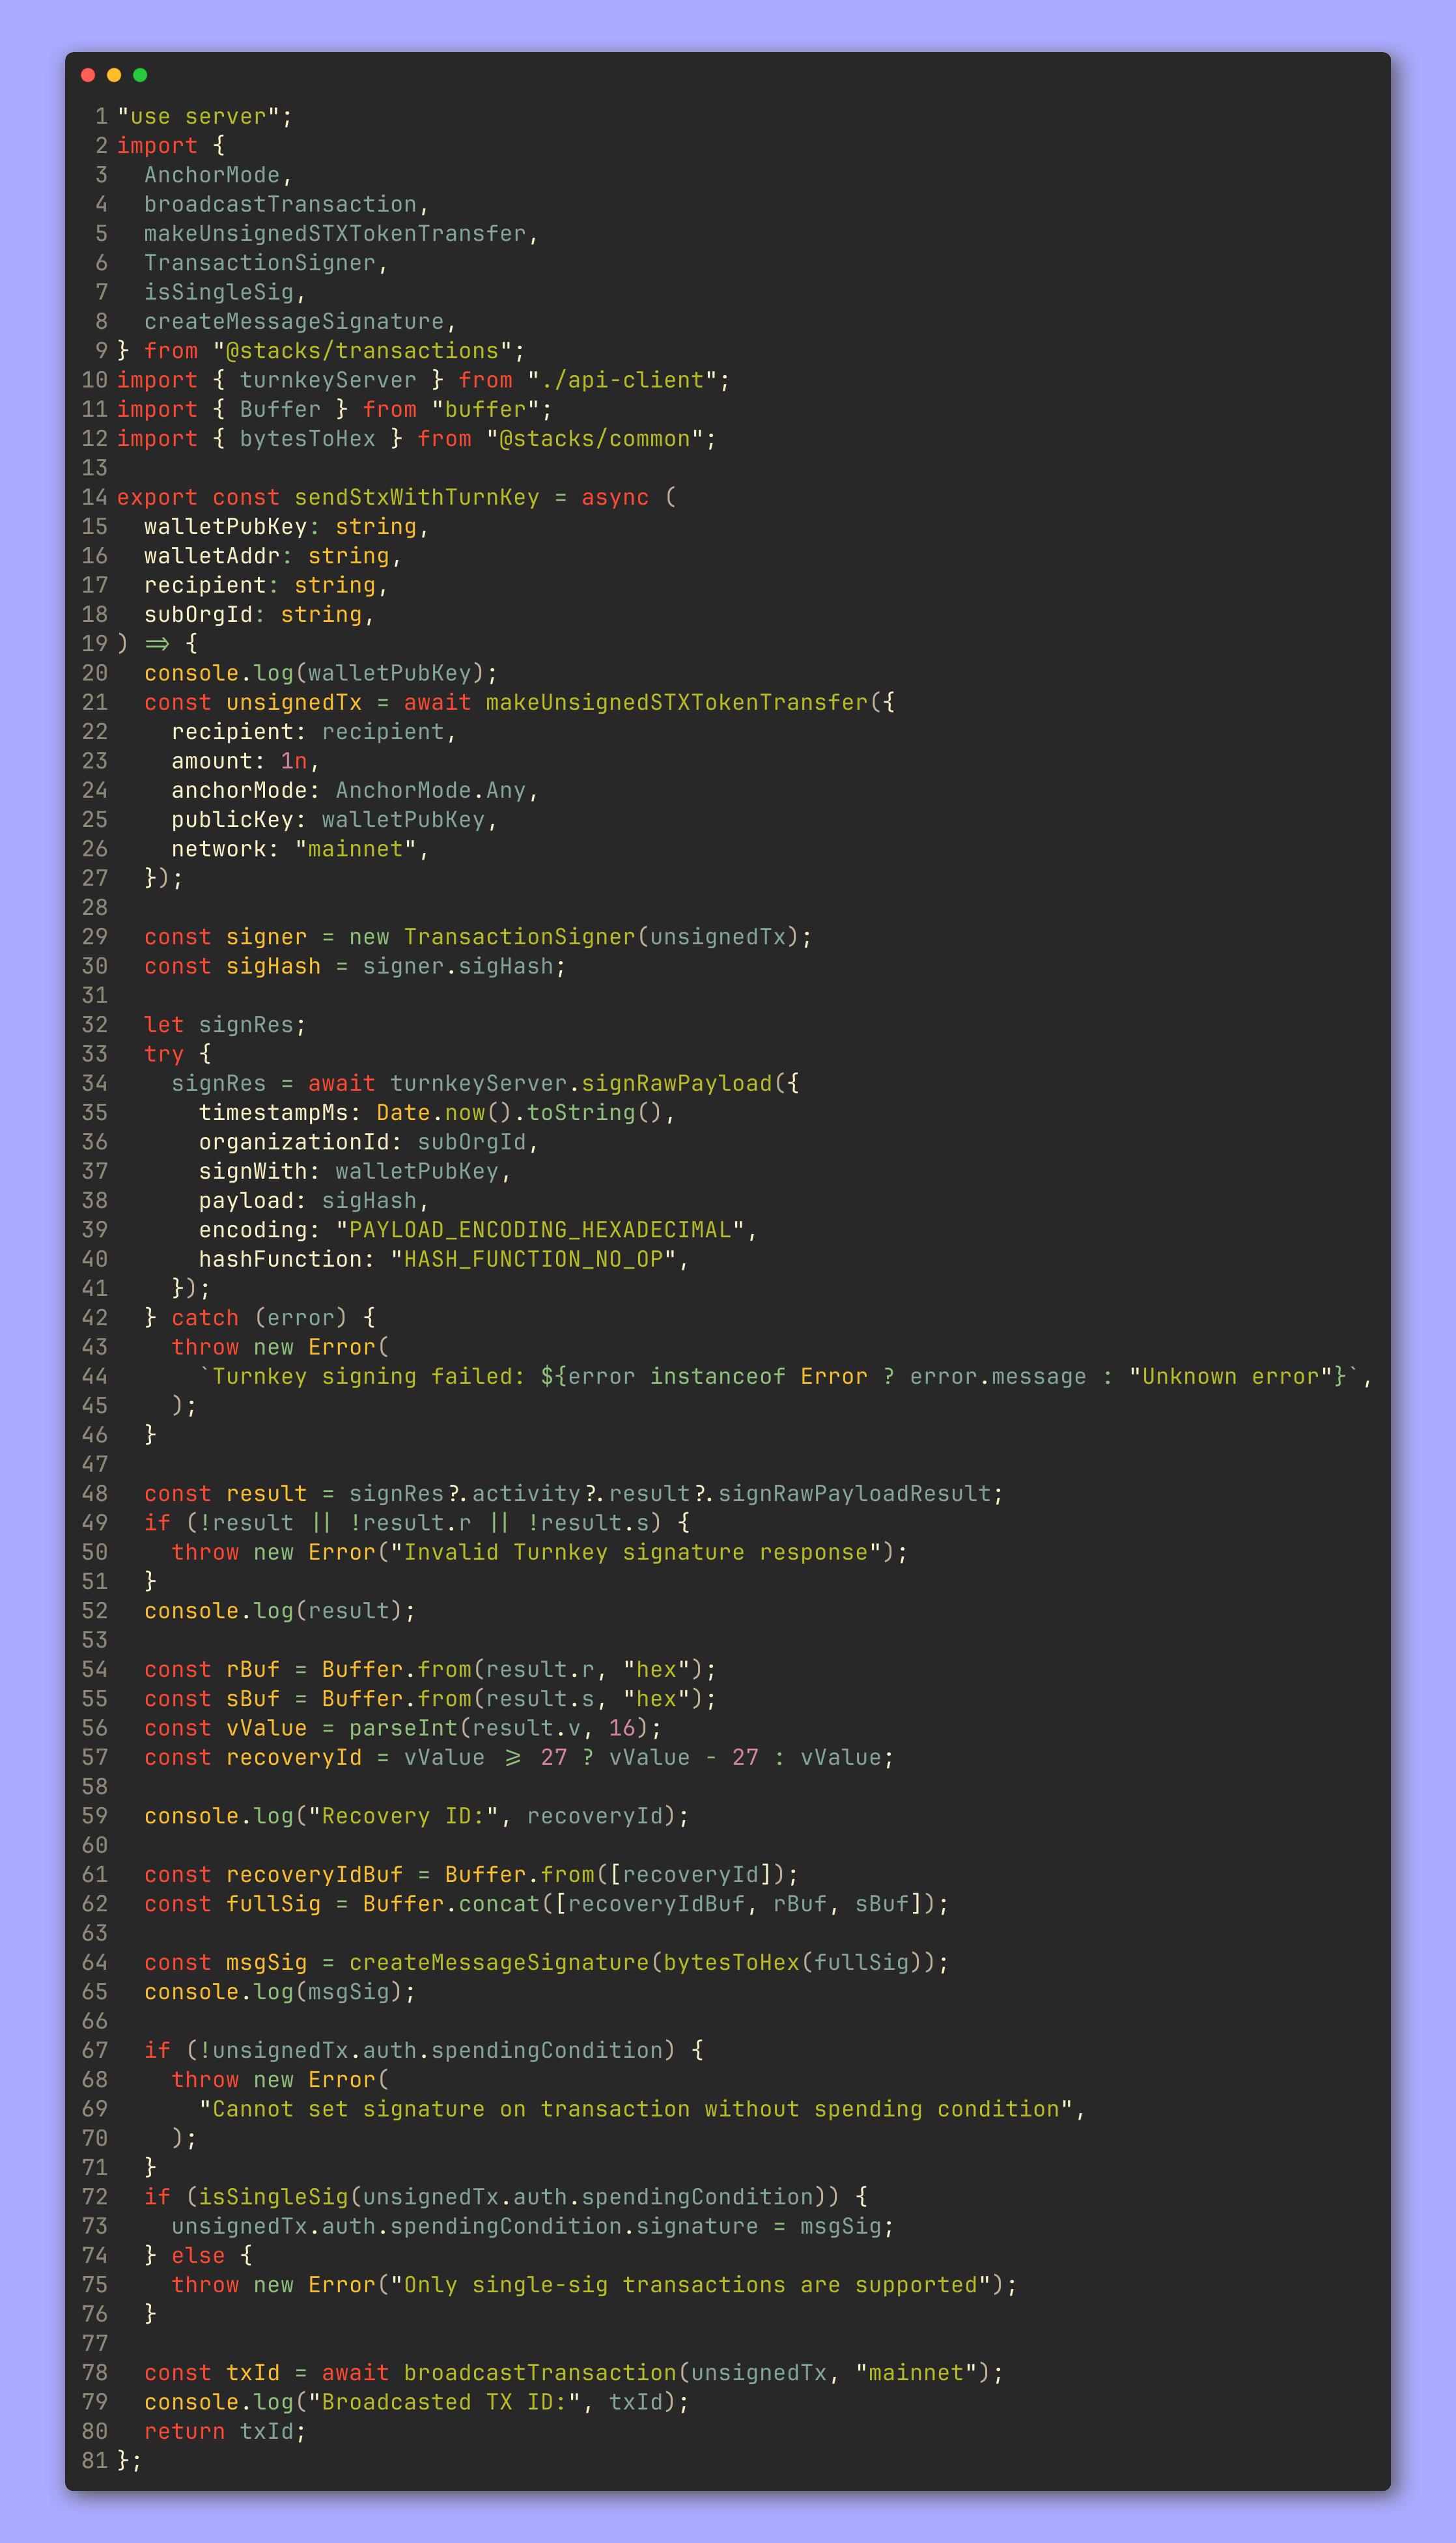 1 "use server";
2 import {
3   AnchorMode,
4   broadcastTransaction,
5   makeUnsignedSTXTokenTransfer,
6   TransactionSigner,
7   isSingleSig,
8   createMessageSignature,
9 } from "@stacks/transactions";
10 import { turnkeyServer } from "./api-client";
11 import { Buffer } from "buffer";
12 import { bytesToHex } from "@stacks/common";
13
14 export const sendStxWithTurnKey = async (
15   walletPubKey: string,
16   walletAddr: string,
17   recipient: string,
18   subOrgId: string,
19 ) => {
20   console.log(walletPubKey);
21   const unsignedTx = await makeUnsignedSTXTokenTransfer({
22     recipient: recipient,
23     amount: 1n,
24     anchorMode: AnchorMode.Any,
25     publicKey: walletPubKey,
26     network: "mainnet",
27   });
28
29   const signer = new TransactionSigner(unsignedTx);
30   const sigHash = signer.sigHash;
31
32   let signRes;
33   try {
34     signRes = await turnkeyServer.signRawPayload({
35       timestampMs: Date.now().toString(),
36       organizationId: subOrgId,
37       signWith: walletPubKey,
38       payload: sigHash,
39       encoding: "PAYLOAD_ENCODING_HEXADECIMAL",
40       hashFunction: "HASH_FUNCTION_NO_OP",
41     });
42   } catch (error) {
43     throw new Error(
44       `Turnkey signing failed: ${error instanceof Error ? error.message : "Unknown error"}`,
45     );
46   }
47
48   const result = signRes?.activity?.result?.signRawPayloadResult;
49   if (!result || !result.r || !result.s) {
50     throw new Error("Invalid Turnkey signature response");
51   }
52   console.log(result);
53
54   const rBuf = Buffer.from(result.r, "hex");
55   const sBuf = Buffer.from(result.s, "hex");
56   const vValue = parseInt(result.v, 16);
57   const recoveryId = vValue >= 27 ? vValue - 27 : vValue;
58
59   console.log("Recovery ID:", recoveryId);
60
61   const recoveryIdBuf = Buffer.from([recoveryId]);
62   const fullSig = Buffer.concat([recoveryIdBuf, rBuf, sBuf]);
63
64   const msgSig = createMessageSignature(bytesToHex(fullSig));
65   console.log(msgSig);
66
67   if (!unsignedTx.auth.spendingCondition) {
68     throw new Error(
69       "Cannot set signature on transaction without spending condition",
70     );
71   }
72   if (isSingleSig(unsignedTx.auth.spendingCondition)) {
73     unsignedTx.auth.spendingCondition.signature = msgSig;
74   } else {
75     throw new Error("Only single-sig transactions are supported");
76   }
77
78   const txId = await broadcastTransaction(unsignedTx, "mainnet");
79   console.log("Broadcasted TX ID:", txId);
80   return txId;
81 };